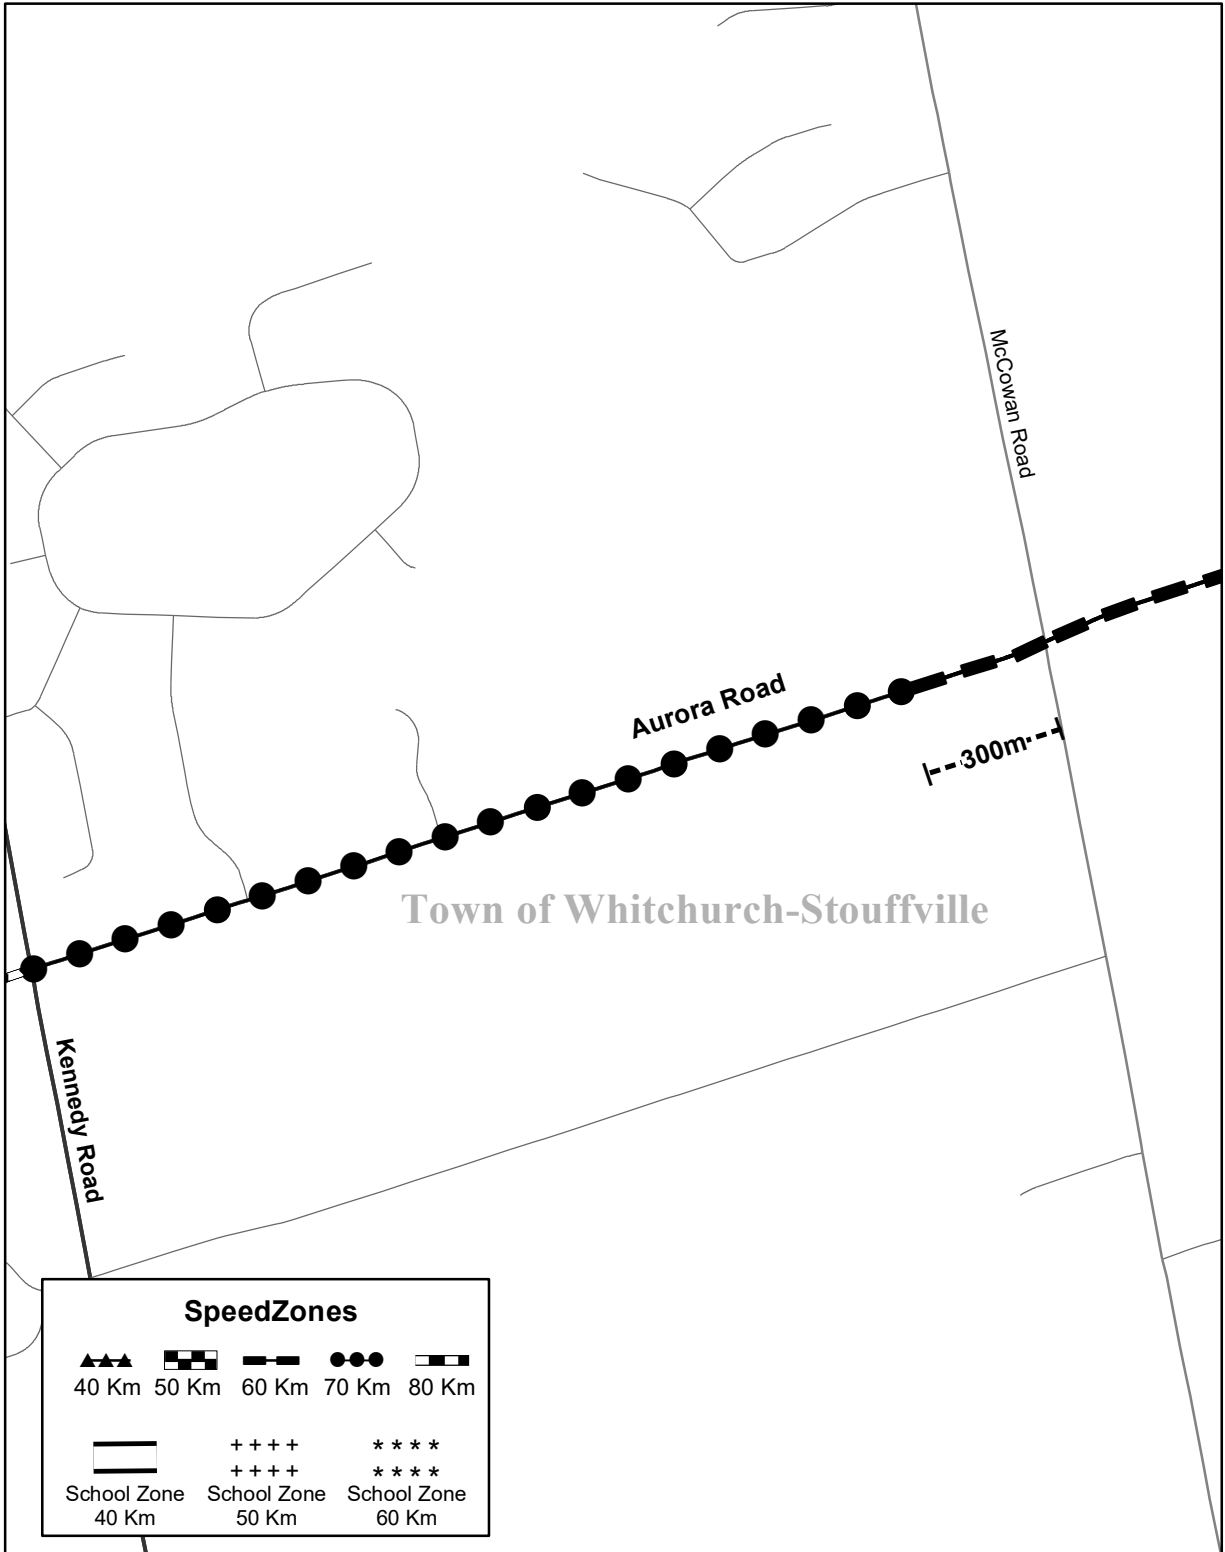 McCowan Road
Aurora Road
300m
Town of Whitchurch-Stouffville
Kennedy Road
SpeedZones
40 Km 50 Km 60 Km 70 Km 80 Km
School Zone School Zone School Zone
40 Km 50 Km 60 Km